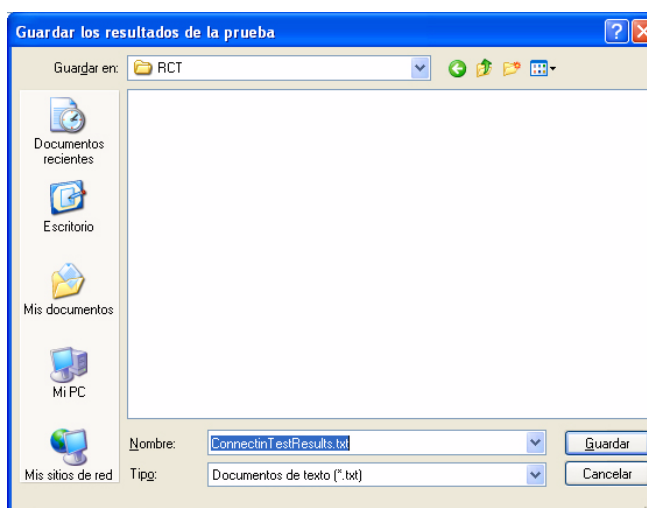 Guardar los resultados de la prueba
Guardar en:
RCT
Documentos
recientes
Escritorio
Mis documentos
Mi PC
Mis sitios de red
Nombre:
ConnectinTestResults.txt
Guardar
Tipo:
Documentos de texto (*.txt)
Cancelar